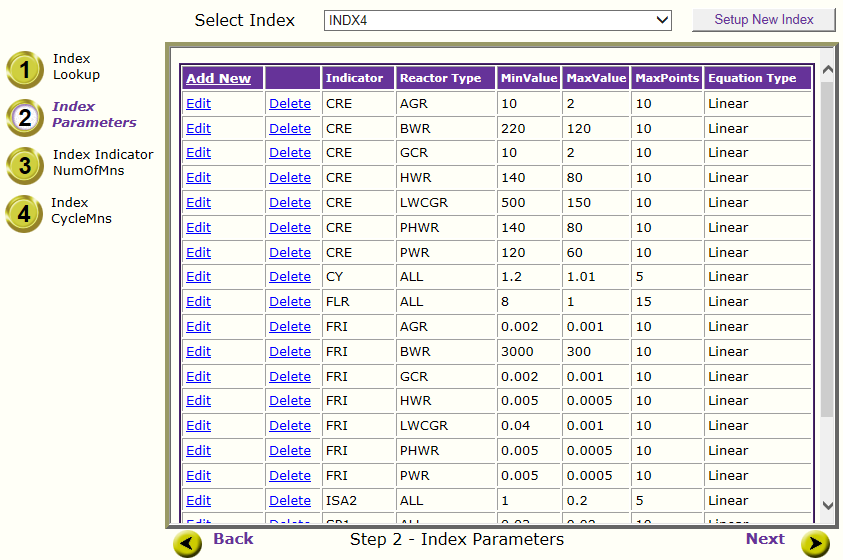 Select Index INDX4 Setup New Index
1 Index
Lookup
2 Index
Parameters
3 Index Indicator
NumOfMns
4 Index
CycleMns
Add New Indicator Reactor Type MinValue MaxValue MaxPoints Equation Type
Edit Delete CRE AGR 10 2 10 Linear
Edit Delete CRE BWR 220 120 10 Linear
Edit Delete CRE GCR 10 2 10 Linear
Edit Delete CRE HWR 140 80 10 Linear
Edit Delete CRE LWCGR 500 150 10 Linear
Edit Delete CRE PHWR 140 80 10 Linear
Edit Delete CRE PWR 120 60 10 Linear
Edit Delete CY ALL 1.2 1.01 5 Linear
Edit Delete FLR ALL 8 1 15 Linear
Edit Delete FRI AGR 0.002 0.001 10 Linear
Edit Delete FRI BWR 3000 300 10 Linear
Edit Delete FRI GCR 0.002 0.001 10 Linear
Edit Delete FRI HWR 0.005 0.0005 10 Linear
Edit Delete FRI LWCGR 0.04 0.001 10 Linear
Edit Delete FRI PHWR 0.005 0.0005 10 Linear
Edit Delete FRI PWR 0.005 0.0005 10 Linear
Edit Delete ISA2 ALL 1 0.2 5 Linear
Edit Delete ALL Linear
Back Step 2 - Index Parameters Next